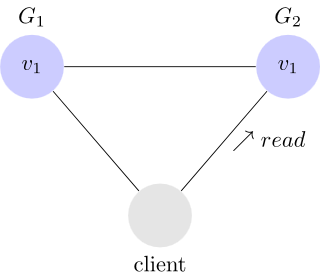 G₁ G₂
v₁ v₁
read
client